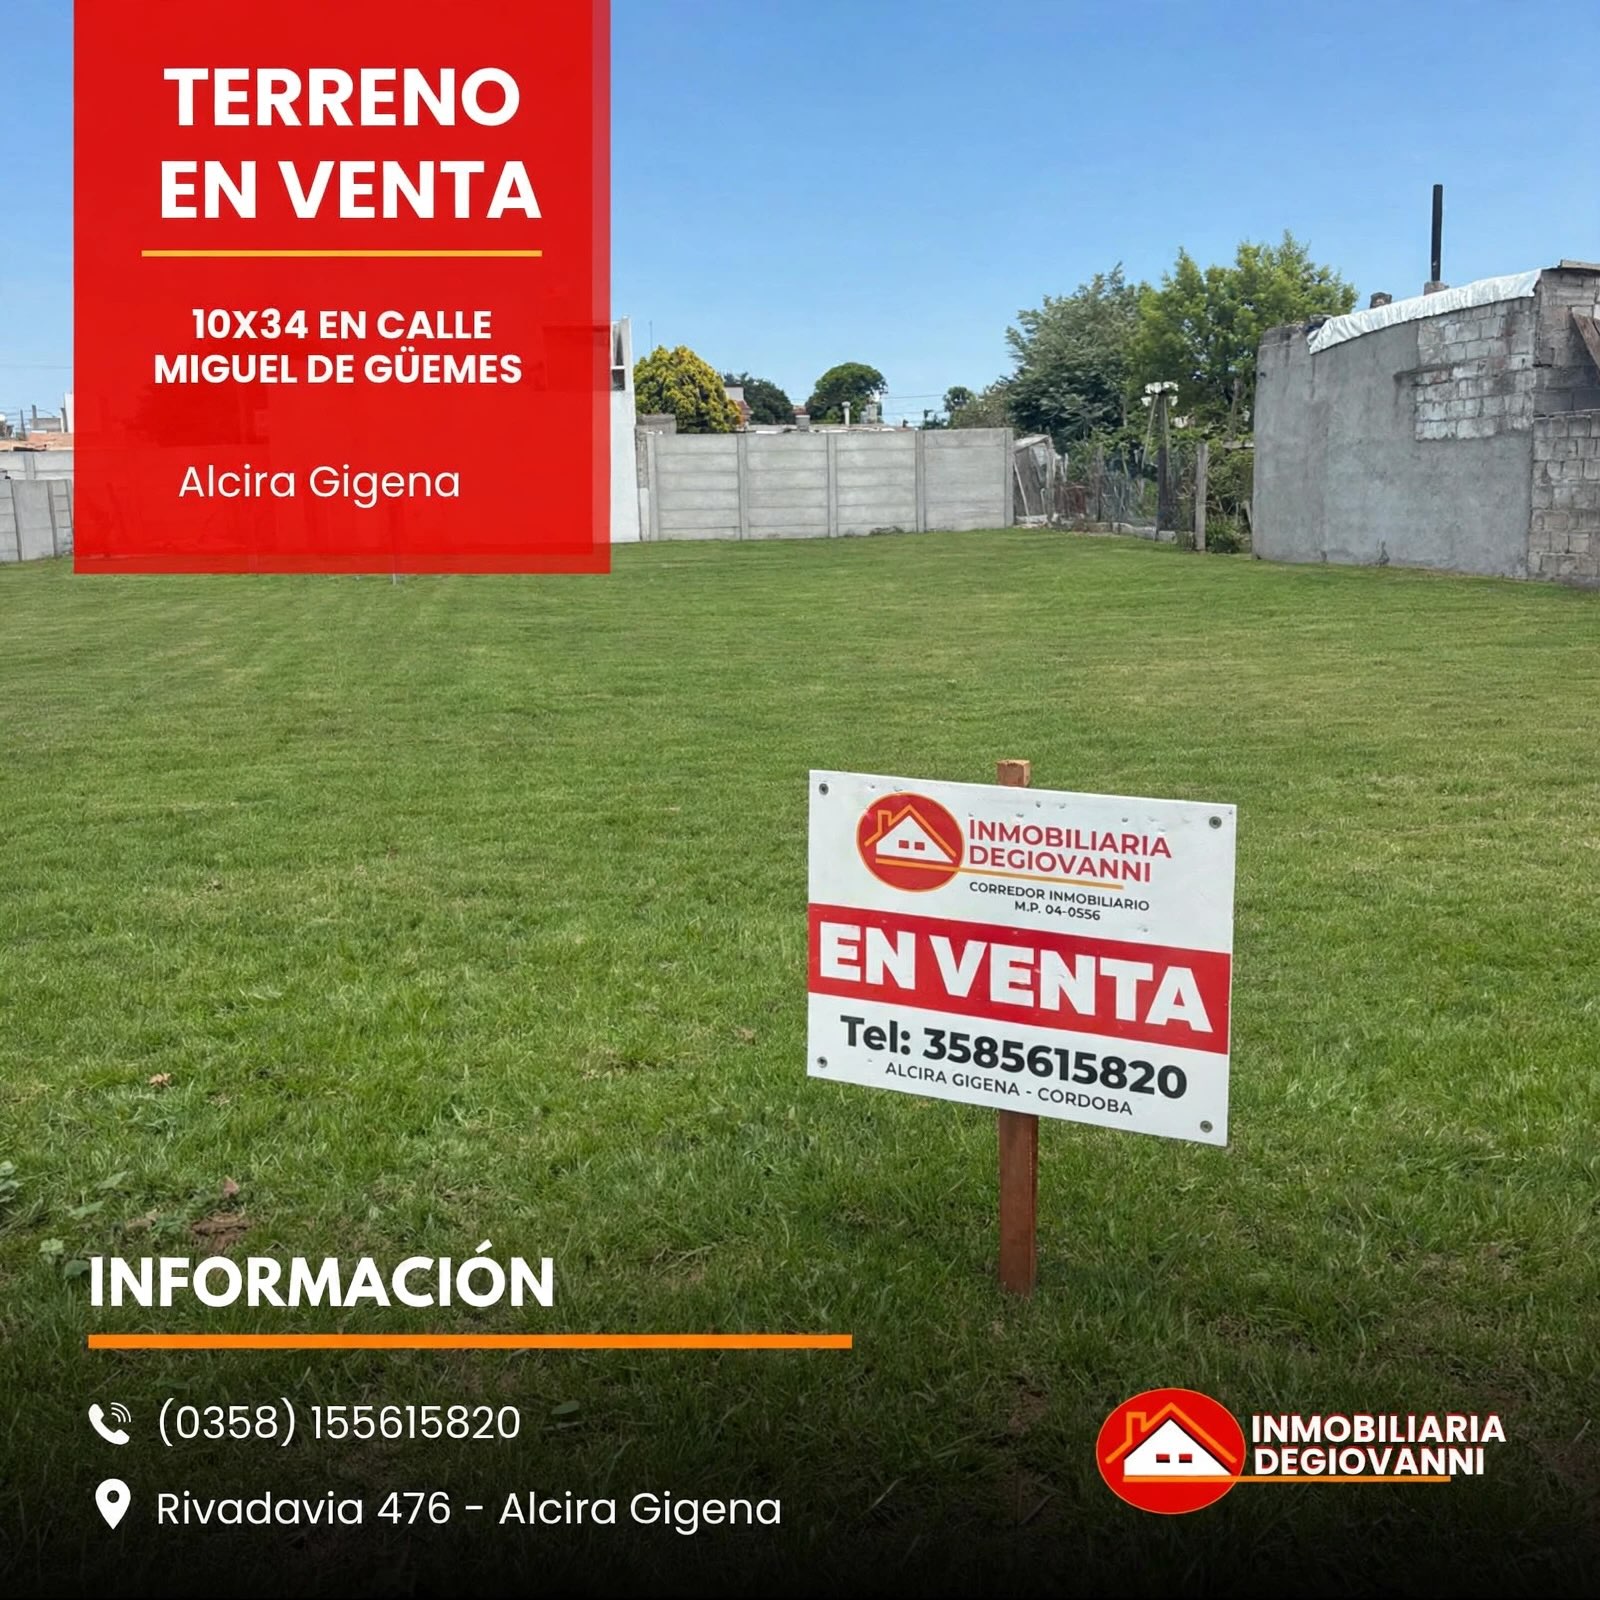 TERRENO
EN VENTA
10X34 EN CALLE
MIGUEL DE GÜEMES
Alcira Gigena
INMOBILIARIA
DEGIOVANNI
CORREDOR INMOBILIARIO
M.P. 04-0556
EN VENTA
Tel: 3585615820
ALCIRA GIGENA - CORDOBA
INFORMACIÓN
(0358) 155615820
Rivadavia 476 - Alcira Gigena
INMOBILIARIA
DEGIOVANNI